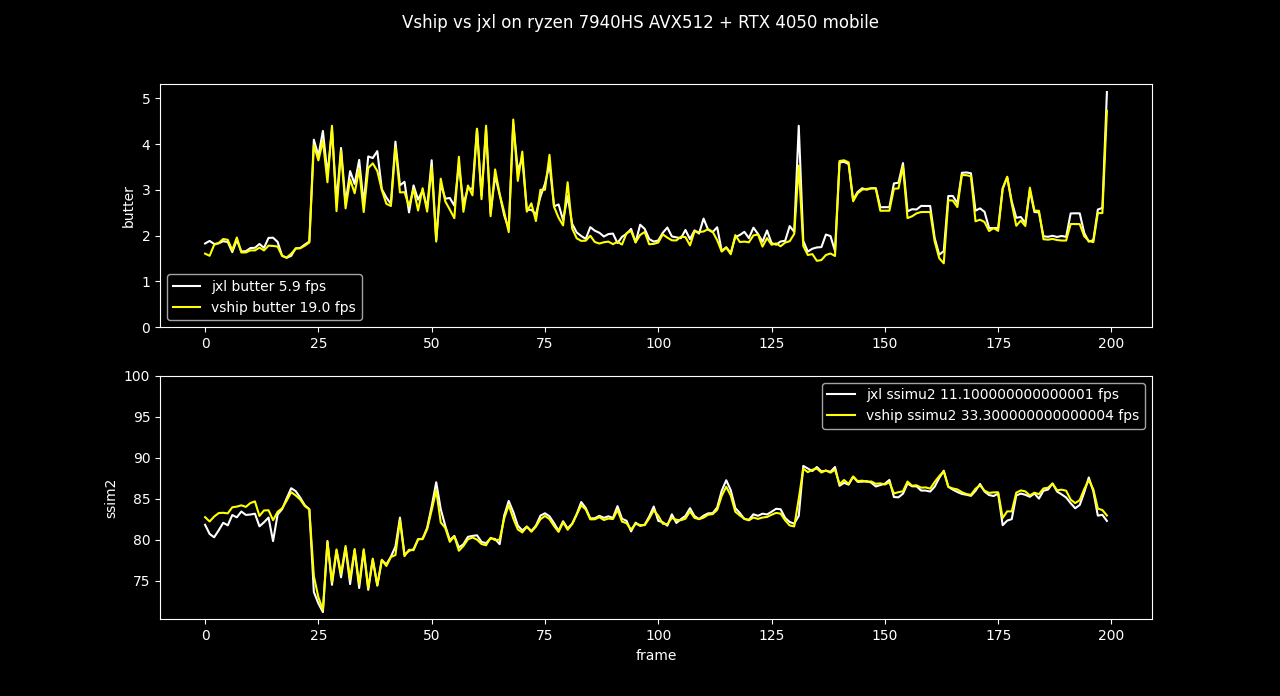 Vship vs jxl on ryzen 7940HS AVX512 + RTX 4050 mobile
butter
5
4
3
2
1
0
jxl butter 5.9 fps
vship butter 19.0 fps
0 25 50 75 100 125 150 175 200
ssim2
100
95
90
85
80
75
jxl ssimu2 11.100000000000001 fps
vship ssimu2 33.300000000000004 fps
0 25 50 75 100 125 150 175 200
frame